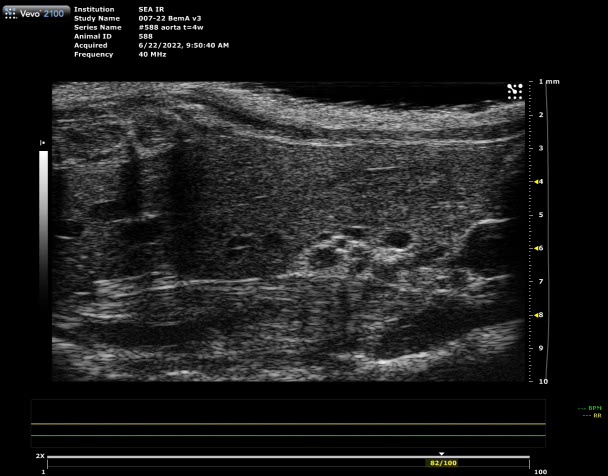 Vevo 2100
Institution SEA IR
Study Name 007-22 BemA v3
Series Name #588 aorta t=4w
Animal ID 588
Acquired 6/22/2022, 9:50:40 AM
Frequency 40 MHz
1 mm
2
3
4
5
6
7
8
9
10
--- BPM
--- RR
2X
82/100
1
100